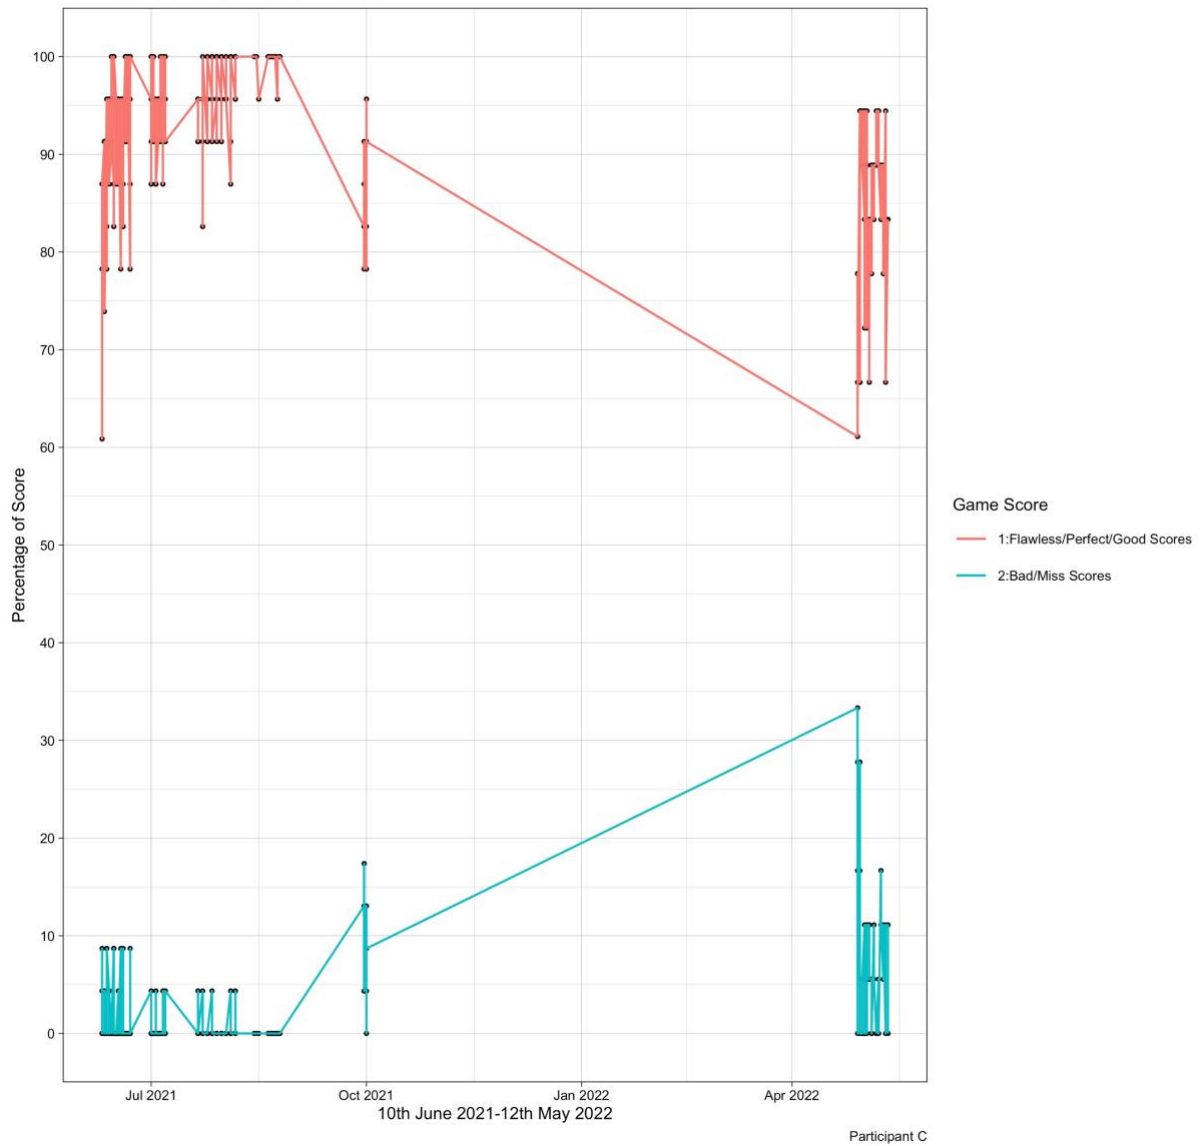 100
90
80
70
60
50
40
30
20
10
0
Percentage of Score
Jul 2021
Oct 2021
Jan 2022
Apr 2022
10th June 2021-12th May 2022
Game Score
1:Flawless/Perfect/Good Scores
2:Bad/Miss Scores
Participant C